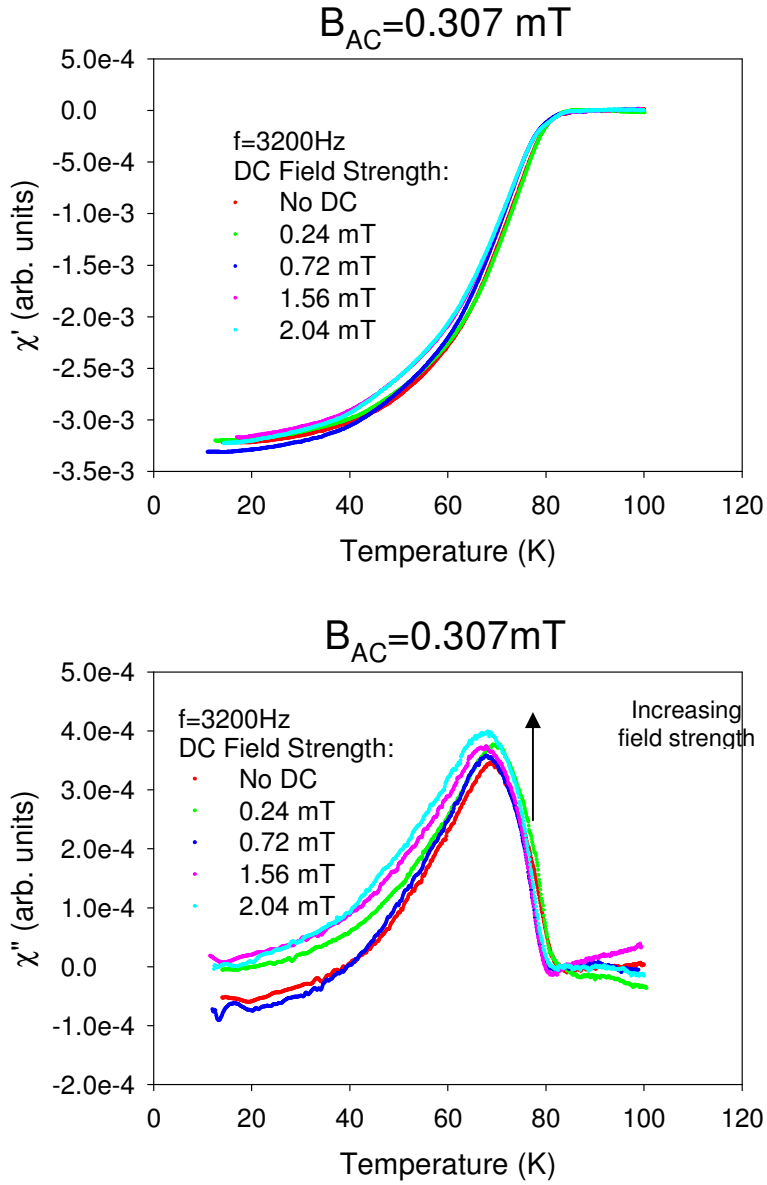 B_AC=0.307 mT
5.0e-4
0.0
-5.0e-4
-1.0e-3
-1.5e-3
-2.0e-3
-2.5e-3
-3.0e-3
-3.5e-3
χ' (arb. units)
f=3200Hz
DC Field Strength:
No DC
0.24 mT
0.72 mT
1.56 mT
2.04 mT
0 20 40 60 80 100 120
Temperature (K)
B_AC=0.307mT
5.0e-4
4.0e-4
3.0e-4
2.0e-4
1.0e-4
0.0
-1.0e-4
-2.0e-4
χ" (arb. units)
f=3200Hz
DC Field Strength:
No DC
0.24 mT
0.72 mT
1.56 mT
2.04 mT
Increasing
field strength
0 20 40 60 80 100 120
Temperature (K)